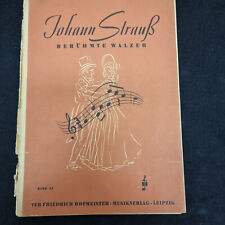 Johann Strauß
BERÜHMTE WALZER
BAND II
VEB FRIEDRICH HOFMEISTER · MUSIKVERLAG · LEIPZIG